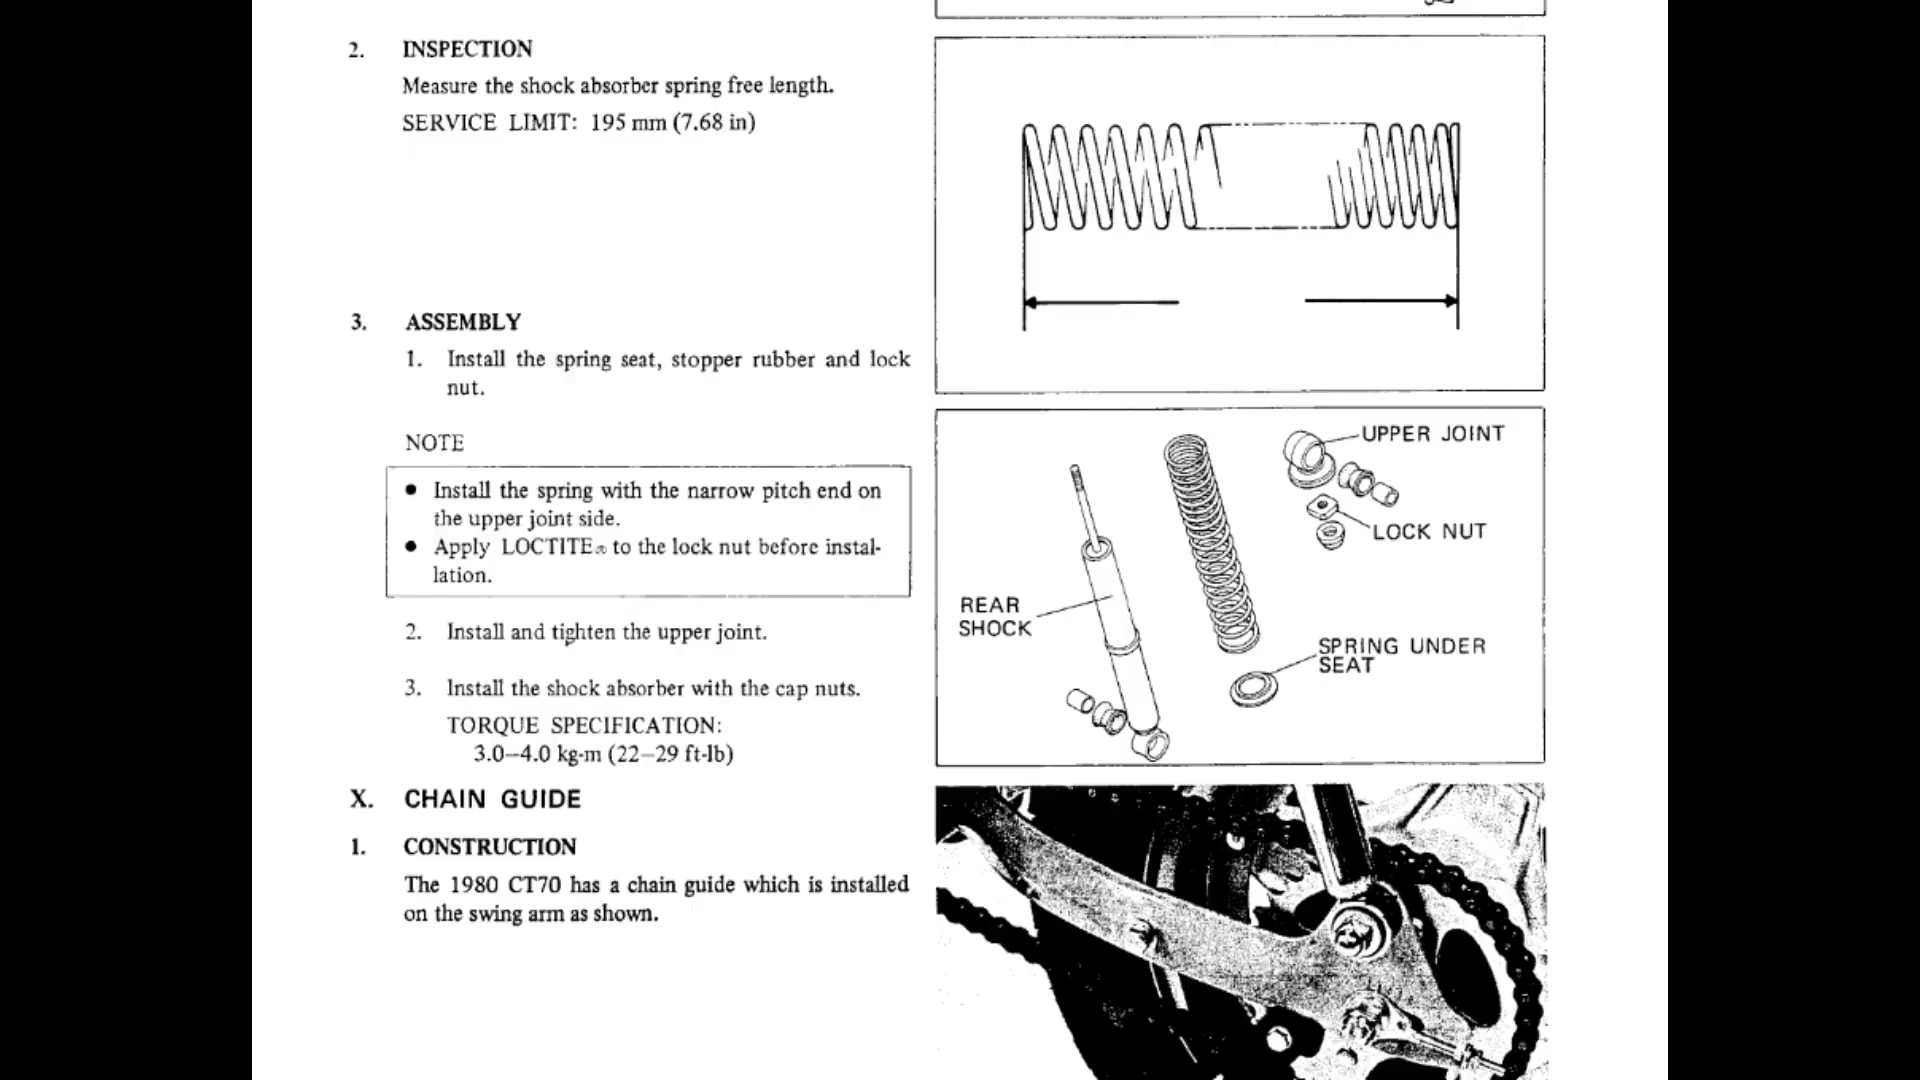 2. INSPECTION
Measure the shock absorber spring free length.
SERVICE LIMIT: 195 mm (7.68 in)
3. ASSEMBLY
1. Install the spring seat, stopper rubber and lock
nut.
NOTE
● Install the spring with the narrow pitch end on
the upper joint side.
● Apply LOCTITE® to the lock nut before instal-
lation.
2. Install and tighten the upper joint.
3. Install the shock absorber with the cap nuts.
TORQUE SPECIFICATION:
3.0–4.0 kg-m (22–29 ft-lb)
UPPER JOINT
LOCK NUT
REAR
SHOCK
SPRING UNDER
SEAT
X. CHAIN GUIDE
1. CONSTRUCTION
The 1980 CT70 has a chain guide which is installed
on the swing arm as shown.